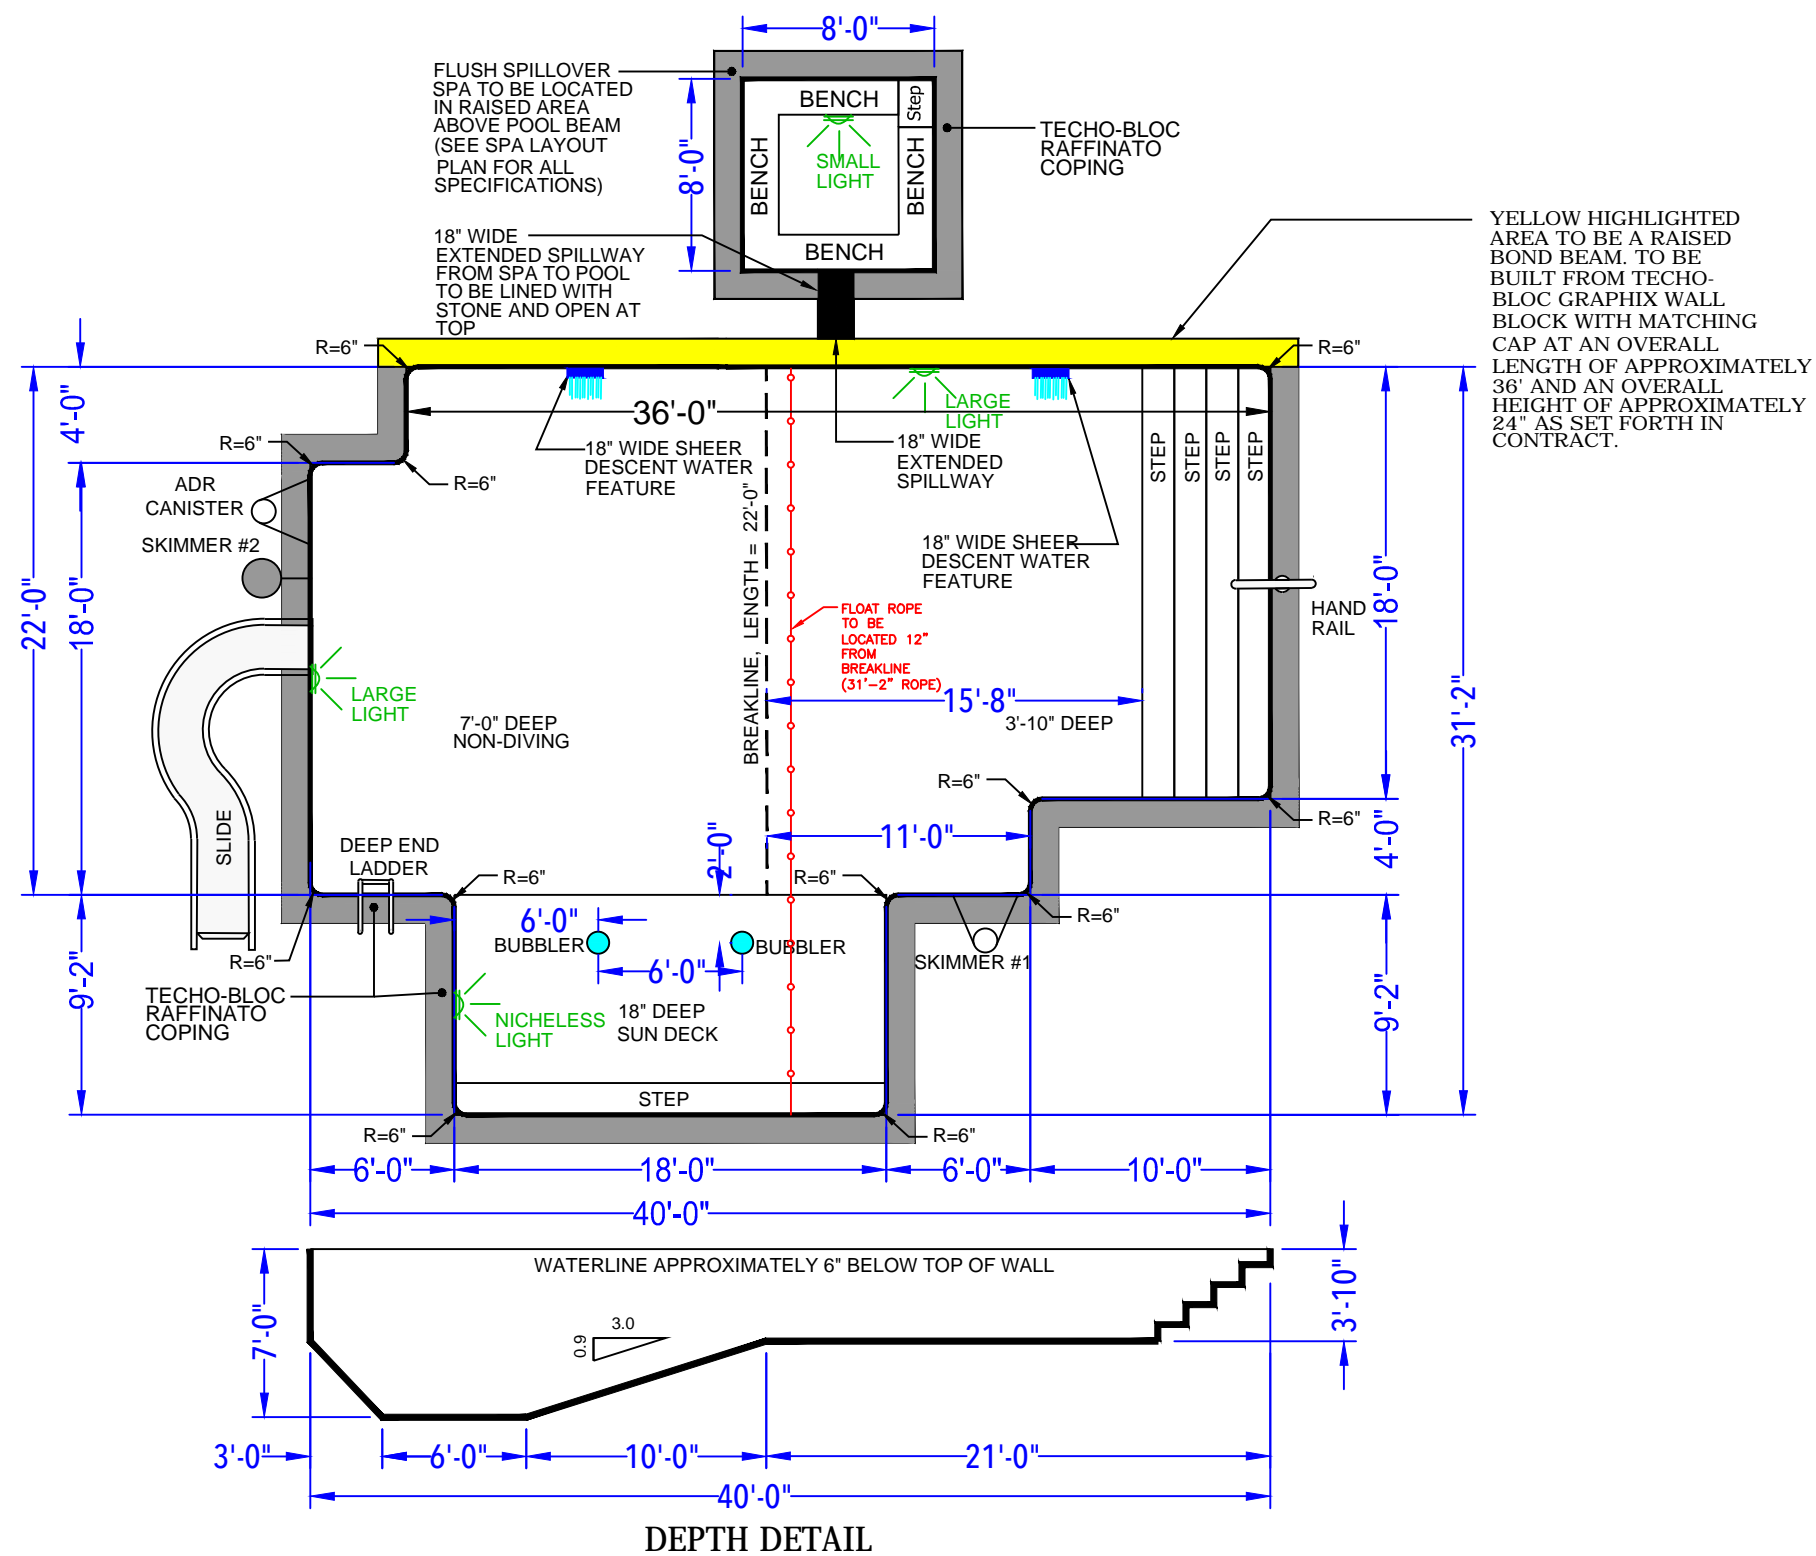 8'-0"
FLUSH SPILLOVER
SPA TO BE LOCATED
IN RAISED AREA
ABOVE POOL BEAM
(SEE SPA LAYOUT
PLAN FOR ALL
SPECIFICATIONS)
8'-0"
BENCH
Step
BENCH
BENCH
SMALL
LIGHT
BENCH
TECHO-BLOC
RAFFINATO
COPING
18" WIDE
EXTENDED SPILLWAY
FROM SPA TO POOL
TO BE LINED WITH
STONE AND OPEN AT
TOP
YELLOW HIGHLIGHTED
AREA TO BE A RAISED
BOND BEAM. TO BE
BUILT FROM TECHO-
BLOC GRAPHIX WALL
BLOCK WITH MATCHING
CAP AT AN OVERALL
LENGTH OF APPROXIMATELY
36' AND AN OVERALL
HEIGHT OF APPROXIMATELY
24" AS SET FORTH IN
CONTRACT.
R=6"
R=6"
4'-0"
36'-0"
LARGE
LIGHT
R=6"
R=6"
18" WIDE SHEER
DESCENT WATER
FEATURE
18" WIDE
EXTENDED
SPILLWAY
STEP
STEP
STEP
STEP
ADR
CANISTER
SKIMMER #2
BREAKLINE, LENGTH = 22'-0"
18" WIDE SHEER
DESCENT WATER
FEATURE
22'-0"
18'-0"
FLOAT ROPE
TO BE
LOCATED 12"
FROM
BREAKLINE
(31'-2" ROPE)
HAND
RAIL
18'-0"
31'-2"
LARGE
LIGHT
15'-8"
7'-0" DEEP
NON-DIVING
3'-10" DEEP
R=6"
R=6"
SLIDE
DEEP END
LADDER
2'-0"
11'-0"
4'-0"
R=6"
R=6"
R=6"
6'-0"
BUBBLER
BUBBLER
6'-0"
SKIMMER #1
R=6"
9'-2"
9'-2"
TECHO-BLOC
RAFFINATO
COPING
NICHELESS
LIGHT
18" DEEP
SUN DECK
STEP
R=6"
R=6"
6'-0"
18'-0"
6'-0"
10'-0"
40'-0"
WATERLINE APPROXIMATELY 6" BELOW TOP OF WALL
7'-0"
0.9
3.0
3'-10"
3'-0"
6'-0"
10'-0"
21'-0"
40'-0"
DEPTH DETAIL